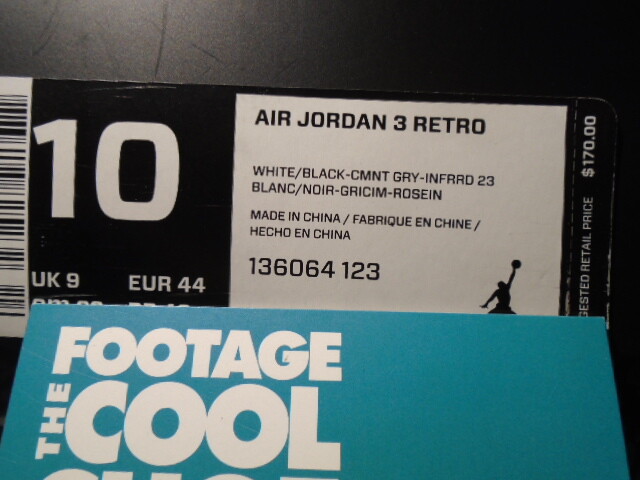 10
UK 9 EUR 44
AIR JORDAN 3 RETRO
WHITE/BLACK-CMNT GRY-INFRRD 23
BLANC/NOIR-GRICIM-ROSEIN
MADE IN CHINA / FABRIQUE EN CHINE /
HECHO EN CHINA
136064 123
GESTED RETAIL PRICE $170.00
FOOTAGE
THE COOL